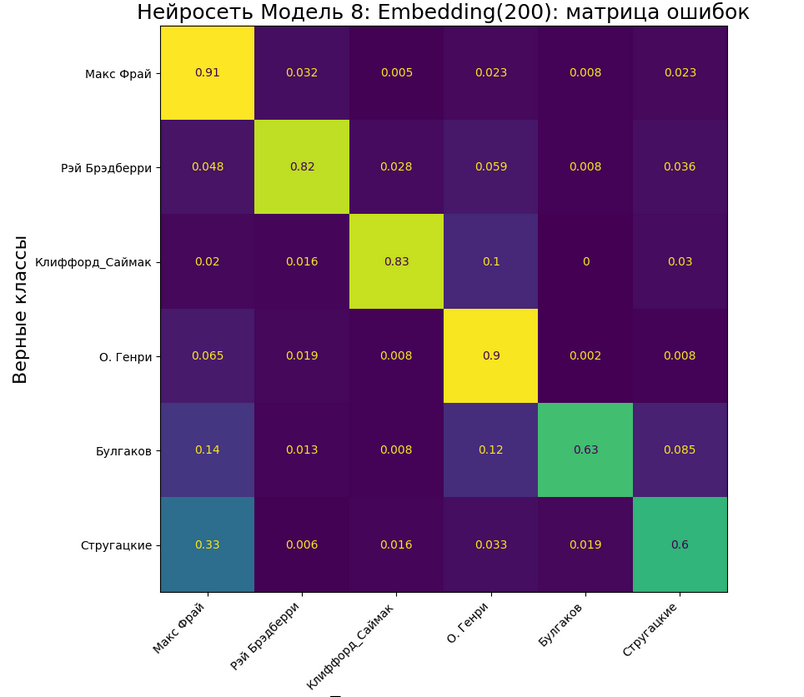 Нейросеть Модель 8: Embedding(200): матрица ошибок
Верные классы
Макс Фрай 0.91 0.032 0.005 0.023 0.008 0.023
Рэй Брэдберри 0.048 0.82 0.028 0.059 0.008 0.036
Клиффорд_Саймак 0.02 0.016 0.83 0.1 0 0.03
О. Генри 0.065 0.019 0.008 0.9 0.002 0.008
Булгаков 0.14 0.013 0.008 0.12 0.63 0.085
Стругацкие 0.33 0.006 0.016 0.033 0.019 0.6
Макс Фрай Рэй Брэдберри Клиффорд_Саймак О. Генри Булгаков Стругацкие